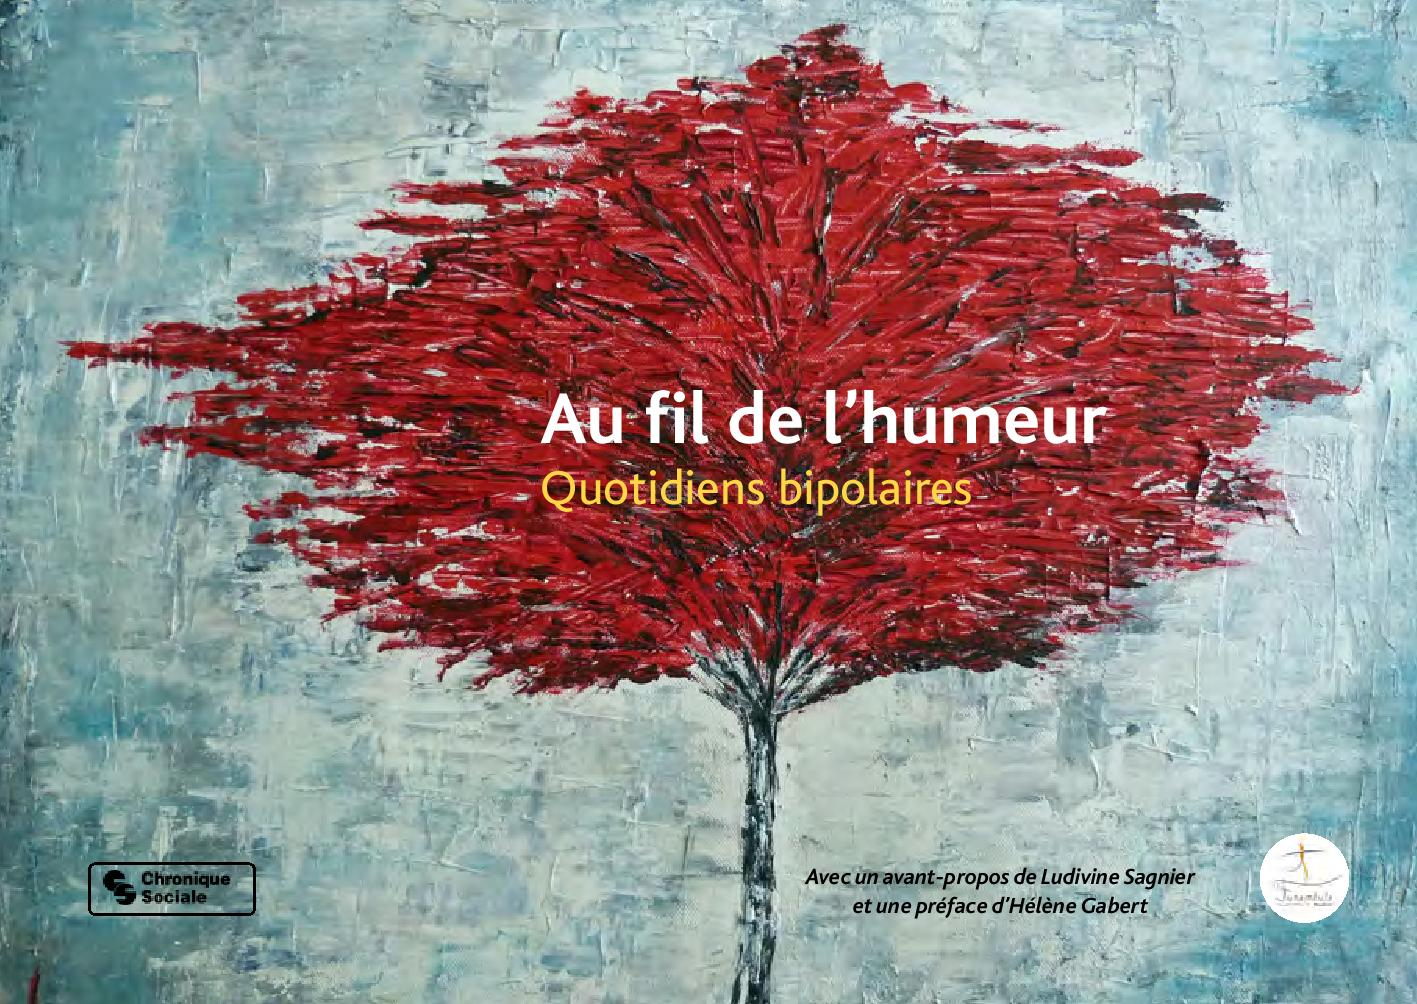 Au fil de l’humeur
Quotidiens bipolaires
Chronique
Sociale
Avec un avant-propos de Ludivine Sagnier
et une préface d’Hélène Gabert
Funambule